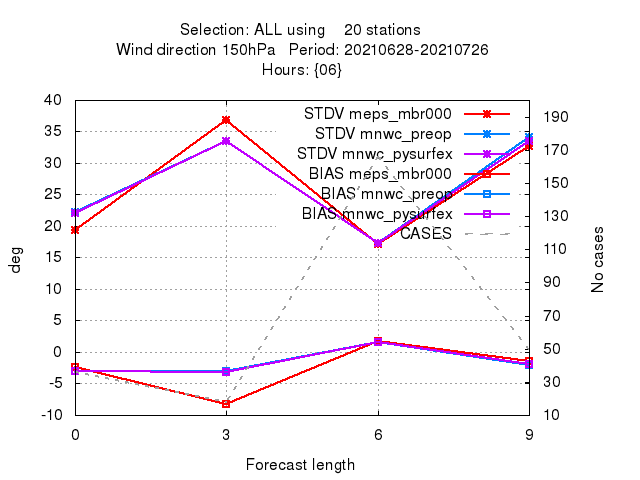 Selection: ALL using 20 stations
Wind direction 150hPa Period: 20210628-20210726
Hours: {06}
STDV meps_mbr000
STDV mnwc_preop
STDV mnwc_pysurfex
BIAS meps_mbr000
BIAS mnwc_preop
BIAS mnwc_pysurfex
CASES
40
35
30
25
20
15
10
5
0
-5
-10
deg
190
170
150
130
110
90
70
50
30
10
No cases
0 3 6 9
Forecast length